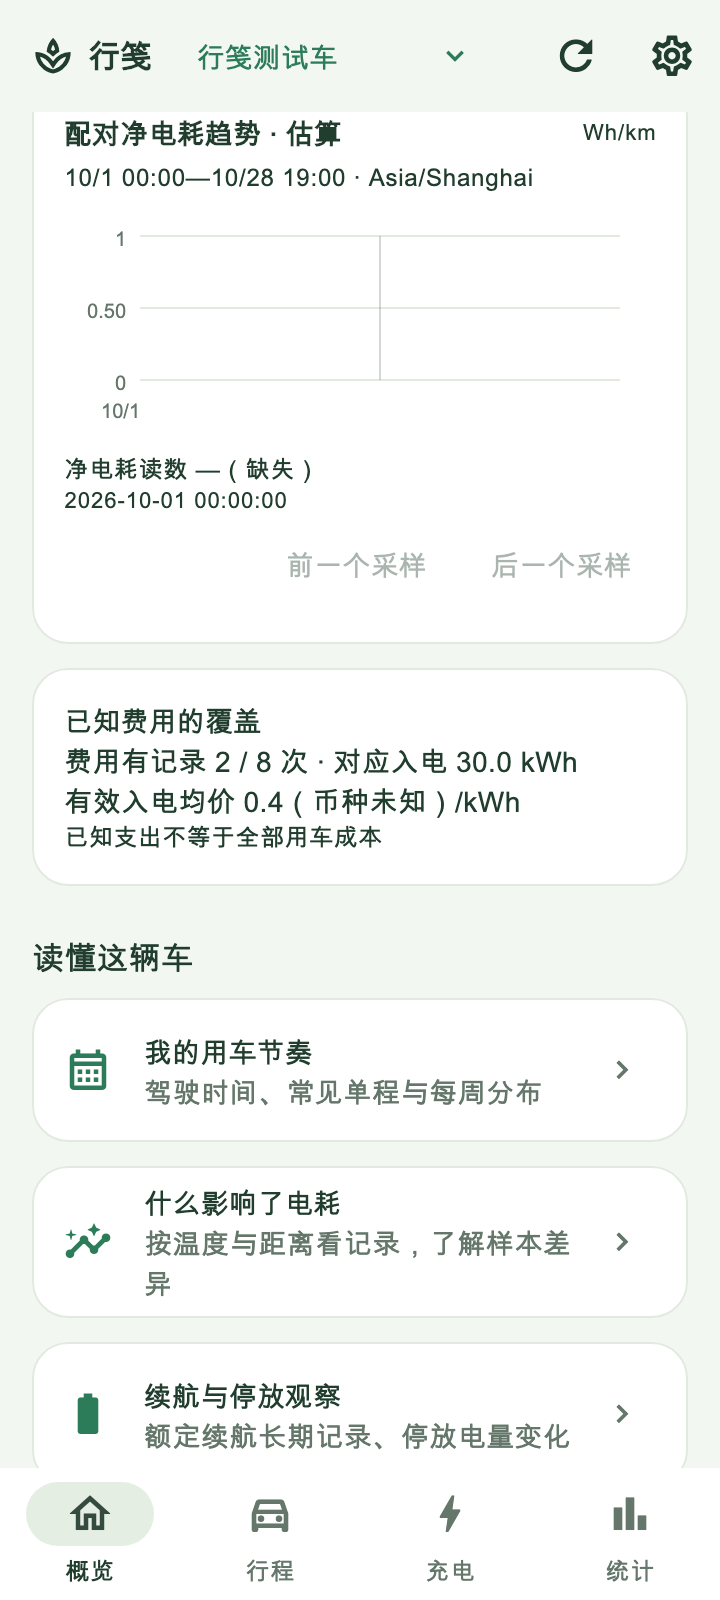 行笺 行笺测试车
配对净电耗趋势 · 估算 Wh/km
10/1 00:00—10/28 19:00 · Asia/Shanghai
1
0.50
0
10/1
净电耗读数 — ( 缺失 )
2026-10-01 00:00:00
前一个采样 后一个采样
已知费用的覆盖
费用有记录 2 / 8 次 · 对应入电 30.0 kWh
有效入电均价 0.4 ( 币种未知 ) /kWh
已知支出不等于全部用车成本
读懂这辆车
我的用车节奏
驾驶时间、常见单程与每周分布
什么影响了电耗
按温度与距离看记录，了解样本差
异
续航与停放观察
额定续航长期记录、停放电量变化
概览 行程 充电 统计